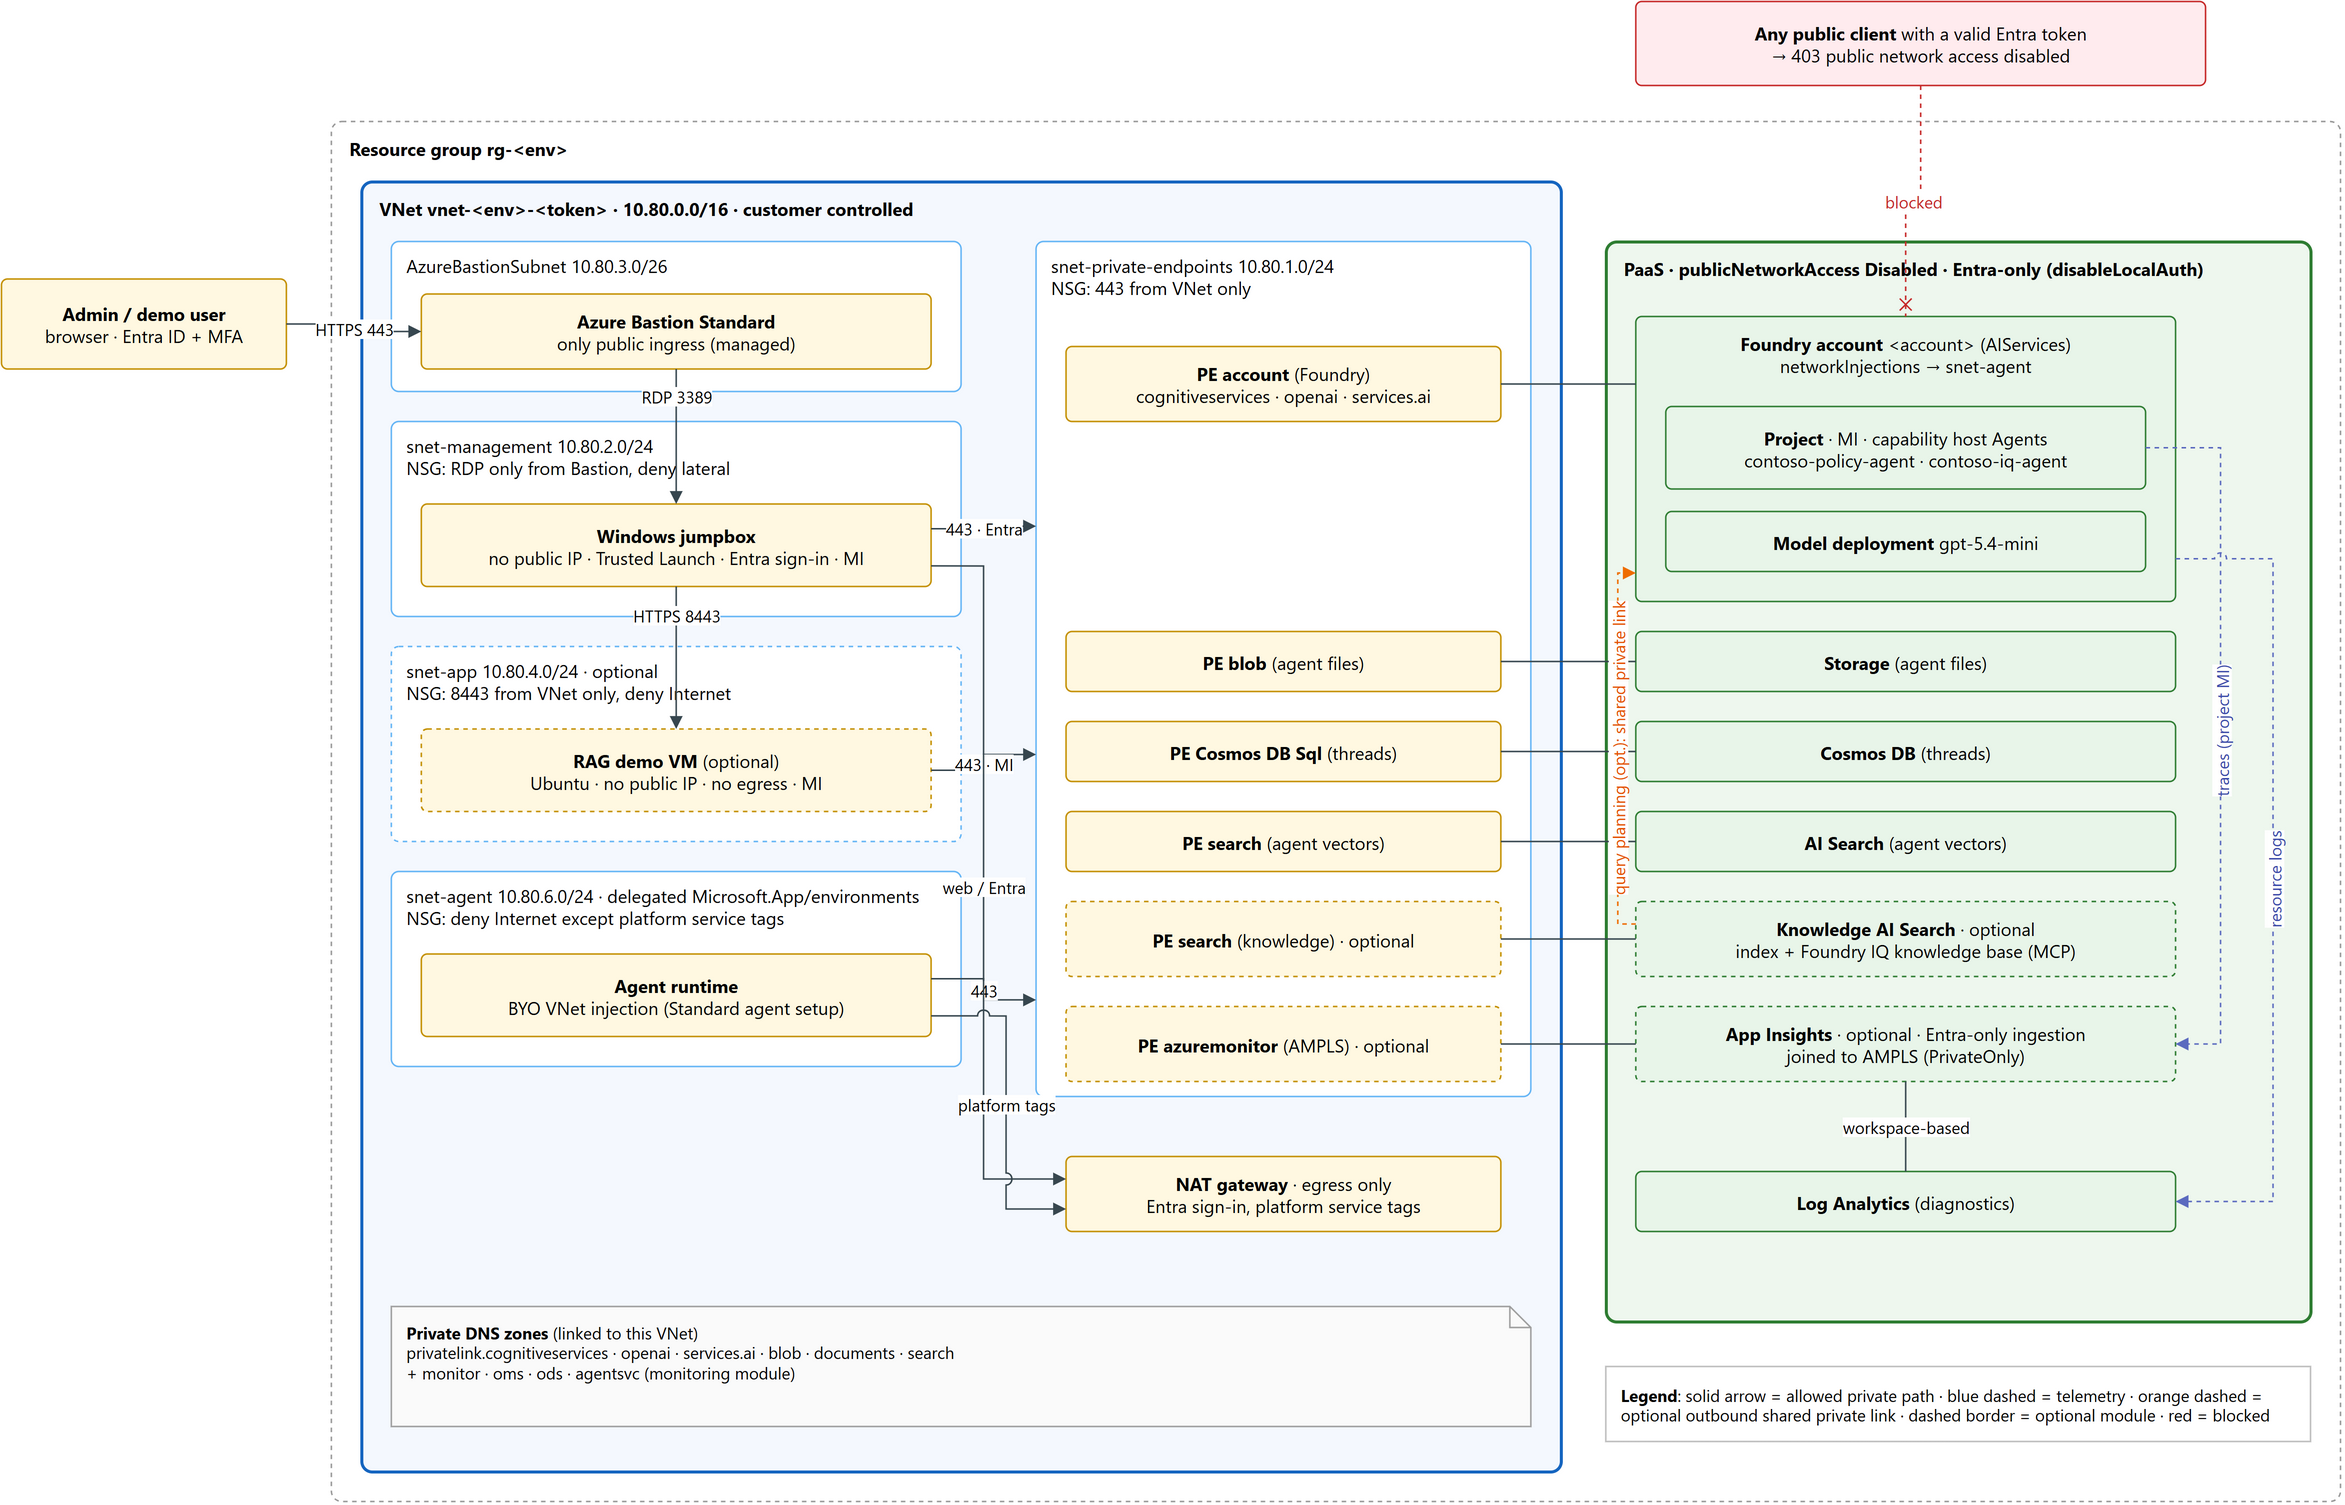 Any public client with a valid Entra token
→ 403 public network access disabled
blocked
Resource group rg-<env>
VNet vnet-<env>-<token> · 10.80.0.0/16 · customer controlled
Admin / demo user
browser · Entra ID + MFA
HTTPS 443
AzureBastionSubnet 10.80.3.0/26
Azure Bastion Standard
only public ingress (managed)
RDP 3389
snet-management 10.80.2.0/24
NSG: RDP only from Bastion, deny lateral
Windows jumpbox
no public IP · Trusted Launch · Entra sign-in · MI
443 · Entra
HTTPS 8443
snet-app 10.80.4.0/24 · optional
NSG: 8443 from VNet only, deny Internet
RAG demo VM (optional)
Ubuntu · no public IP · no egress · MI
443 · MI
web / Entra
snet-agent 10.80.6.0/24 · delegated Microsoft.App/environments
NSG: deny Internet except platform service tags
Agent runtime
BYO VNet injection (Standard agent setup)
443
platform tags
snet-private-endpoints 10.80.1.0/24
NSG: 443 from VNet only
PE account (Foundry)
cognitiveservices · openai · services.ai
PE blob (agent files)
PE Cosmos DB Sql (threads)
PE search (agent vectors)
PE search (knowledge) · optional
PE azuremonitor (AMPLS) · optional
NAT gateway · egress only
Entra sign-in, platform service tags
Private DNS zones (linked to this VNet)
privatelink.cognitiveservices · openai · services.ai · blob · documents · search
+ monitor · oms · ods · agentsvc (monitoring module)
PaaS · publicNetworkAccess Disabled · Entra-only (disableLocalAuth)
Foundry account <account> (AIServices)
networkInjections → snet-agent
Project · MI · capability host Agents
contoso-policy-agent · contoso-iq-agent
Model deployment gpt-5.4-mini
query planning (opt.): shared private link
Storage (agent files)
Cosmos DB (threads)
AI Search (agent vectors)
Knowledge AI Search · optional
index + Foundry IQ knowledge base (MCP)
App Insights · optional · Entra-only ingestion
joined to AMPLS (PrivateOnly)
workspace-based
Log Analytics (diagnostics)
traces (project MI)
resource logs
Legend: solid arrow = allowed private path · blue dashed = telemetry · orange dashed =
optional outbound shared private link · dashed border = optional module · red = blocked